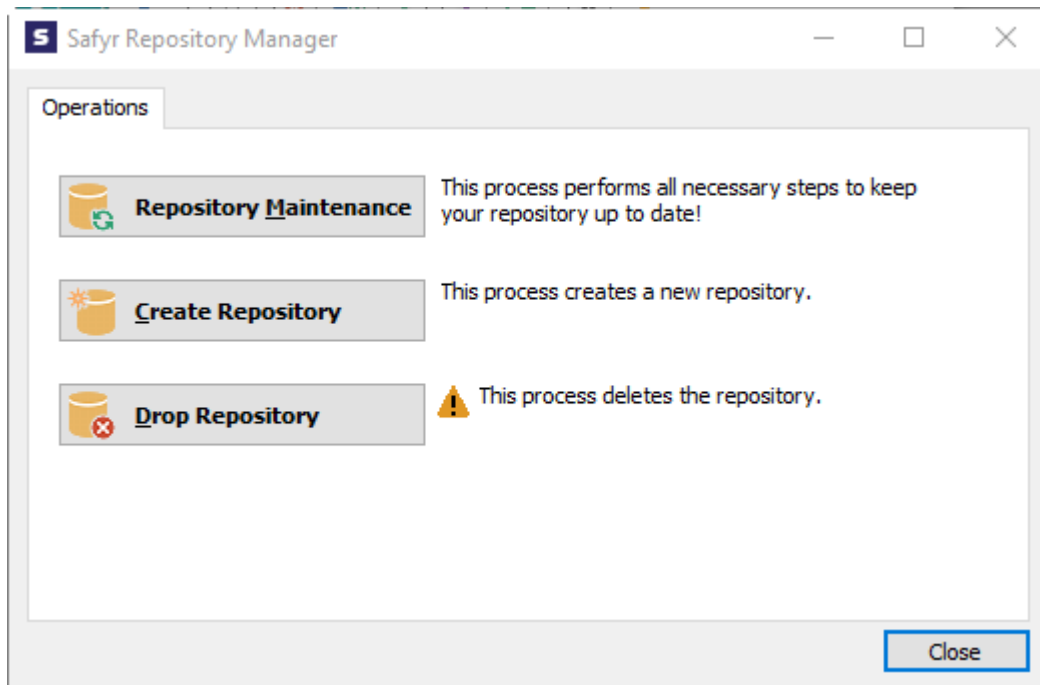 S Safyr Repository Manager
Operations
Repository Maintenance
This process performs all necessary steps to keep
your repository up to date!
Create Repository
This process creates a new repository.
Drop Repository
This process deletes the repository.
Close